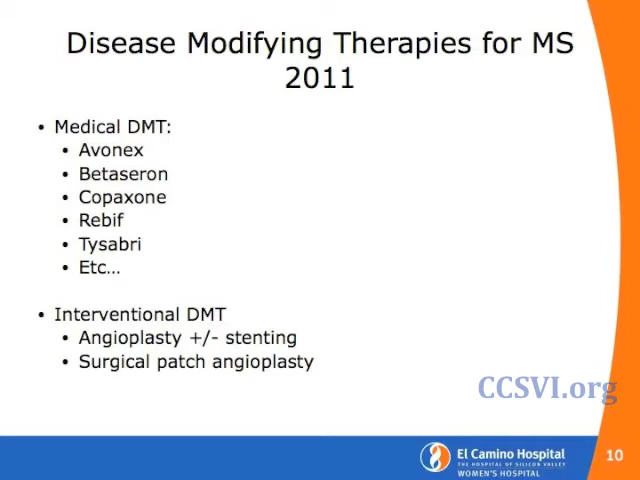 Disease Modifying Therapies for MS
2011
• Medical DMT:
• Avonex
• Betaseron
• Copaxone
• Rebif
• Tysabri
• Etc...
• Interventional DMT
• Angioplasty +/- stenting
• Surgical patch angioplasty
CCSVI.org
El Camino Hospital
THE HOSPITAL OF SILICON VALLEY
WOMEN'S HOSPITAL
10